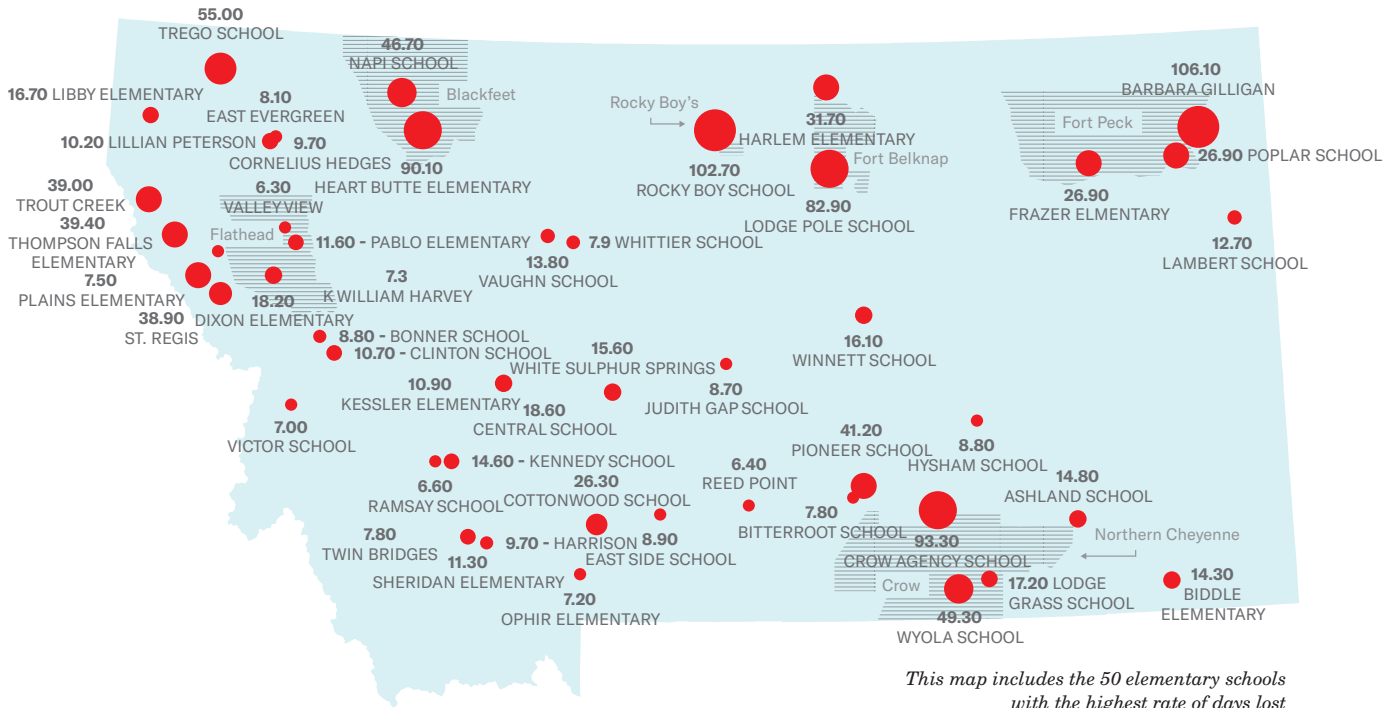 55.00
TREGO SCHOOL
46.70
NAPI SCHOOL
16.70 LIBBY ELEMENTARY
8.10
EAST EVERGREEN
Blackfeet
10.20 LILLIAN PETERSON
9.70
CORNELIUS HEDGES
90.10
HEART BUTTE ELEMENTARY
Rocky Boy's
31.70
HARLEM ELEMENTARY
102.70
ROCKY BOY SCHOOL
Fort Belknap
82.90
LODGE POLE SCHOOL
106.10
BARBARA GILLIGAN
Fort Peck
26.90 POPLAR SCHOOL
26.90
FRAZER ELMENTARY
12.70
LAMBERT SCHOOL
39.00
TROUT CREEK
39.40
THOMPSON FALLS
ELEMENTARY
6.30
VALLEY VIEW
Flathead
11.60 - PABLO ELEMENTARY
7.9 WHITTIER SCHOOL
13.80
VAUGHN SCHOOL
7.50
PLAINS ELEMENTARY
7.3
K WILLIAM HARVEY
18.20
DIXON ELEMENTARY
38.90
ST. REGIS
8.80 - BONNER SCHOOL
10.70 - CLINTON SCHOOL
15.60
WHITE SULPHUR SPRINGS
16.10
WINNETT SCHOOL
10.90
KESSLER ELEMENTARY
8.70
JUDITH GAP SCHOOL
18.60
CENTRAL SCHOOL
7.00
VICTOR SCHOOL
41.20
PIONEER SCHOOL
8.80
HYSHAM SCHOOL
14.60 - KENNEDY SCHOOL
6.60
RAMSAY SCHOOL
26.30
COTTONWOOD SCHOOL
6.40
REED POINT
14.80
ASHLAND SCHOOL
7.80
BITTERROOT SCHOOL
7.80
TWIN BRIDGES
9.70 - HARRISON
8.90
EAST SIDE SCHOOL
11.30
SHERIDAN ELEMENTARY
93.30
CROW AGENCY SCHOOL
Northern Cheyenne
Crow
17.20 LODGE
GRASS SCHOOL
14.30
BIDDLE
ELEMENTARY
7.20
OPHIR ELEMENTARY
49.30
WYOLA SCHOOL
This map includes the 50 elementary schools
with the highest rate of days lost